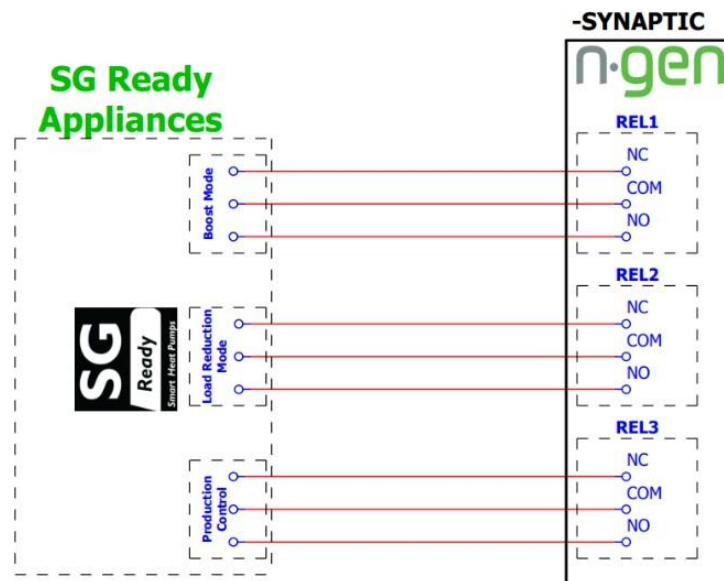 -SYNAPTIC
n·gen
SG Ready
Appliances
REL1
NC
COM
NO
Boost Mode
REL2
NC
COM
NO
Load Reduction
Mode
SG
Ready
Smart Heat Pumps
REL3
NC
COM
NO
Production
Control